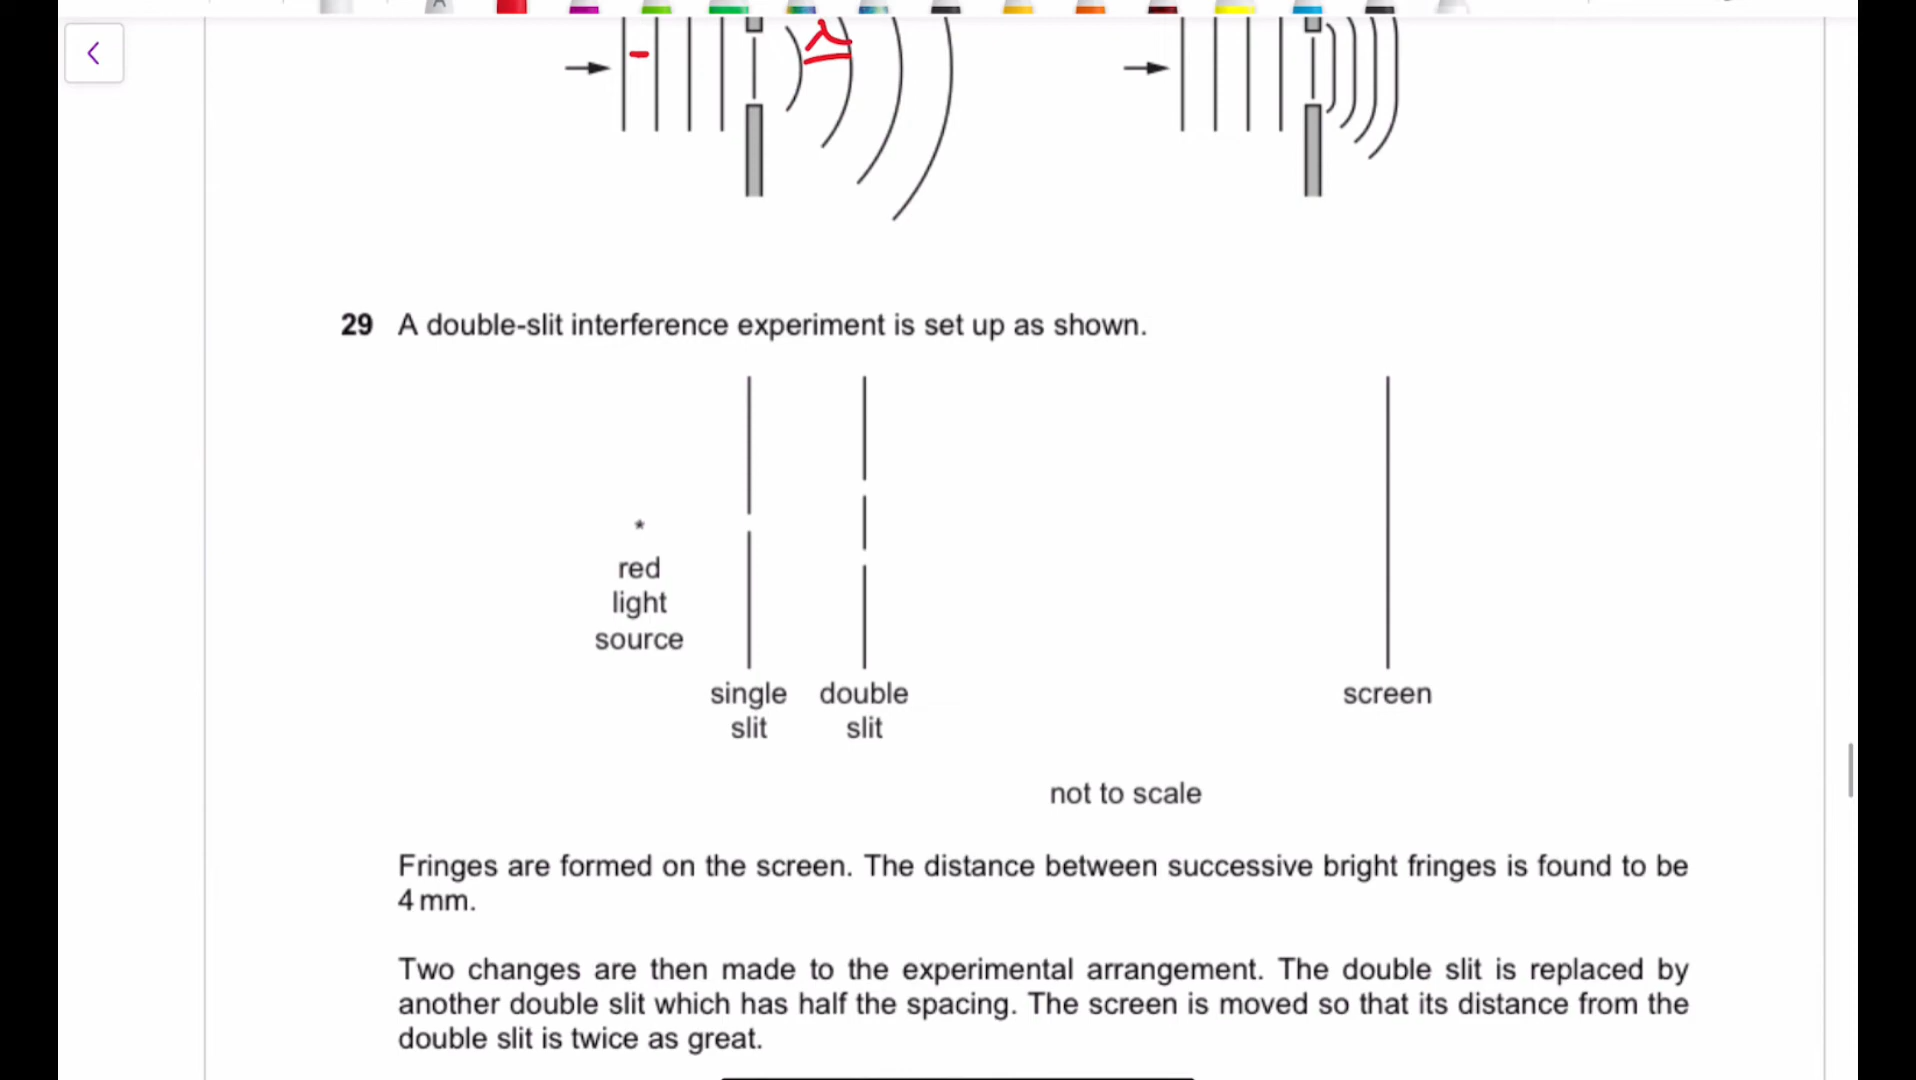 A
λ
29 A double-slit interference experiment is set up as shown.
*
red
light
source
single
slit
double
slit
screen
not to scale
Fringes are formed on the screen. The distance between successive bright fringes is found to be
4 mm.
Two changes are then made to the experimental arrangement. The double slit is replaced by
another double slit which has half the spacing. The screen is moved so that its distance from the
double slit is twice as great.